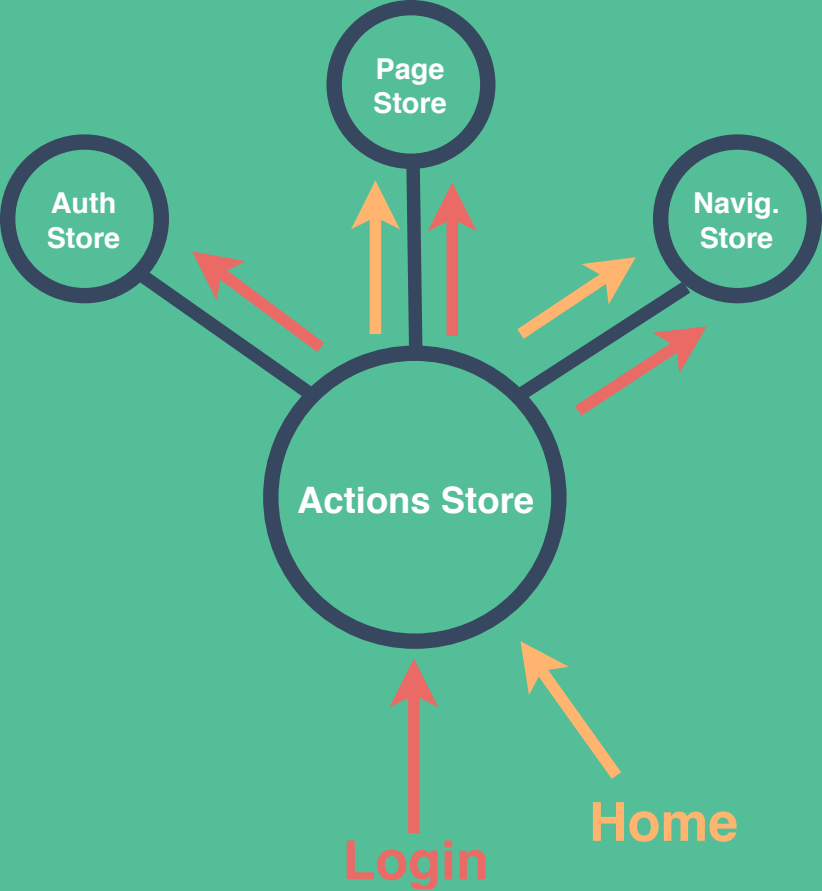 Page
Store
Auth
Store
Navig.
Store
Actions Store
Home
Login